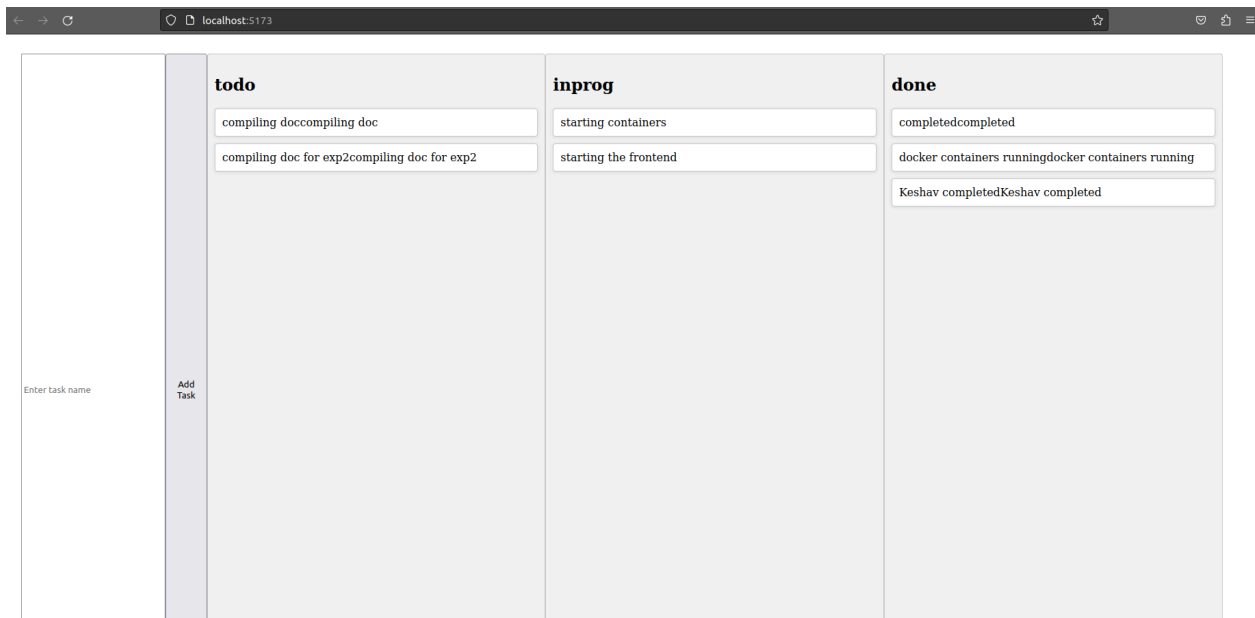 localhost:5173
Enter task name
Add
Task
todo
compiling doccompiling doc
compiling doc for exp2compiling doc for exp2
inprog
starting containers
starting the frontend
done
completedcompleted
docker containers runningdocker containers running
Keshav completedKeshav completed